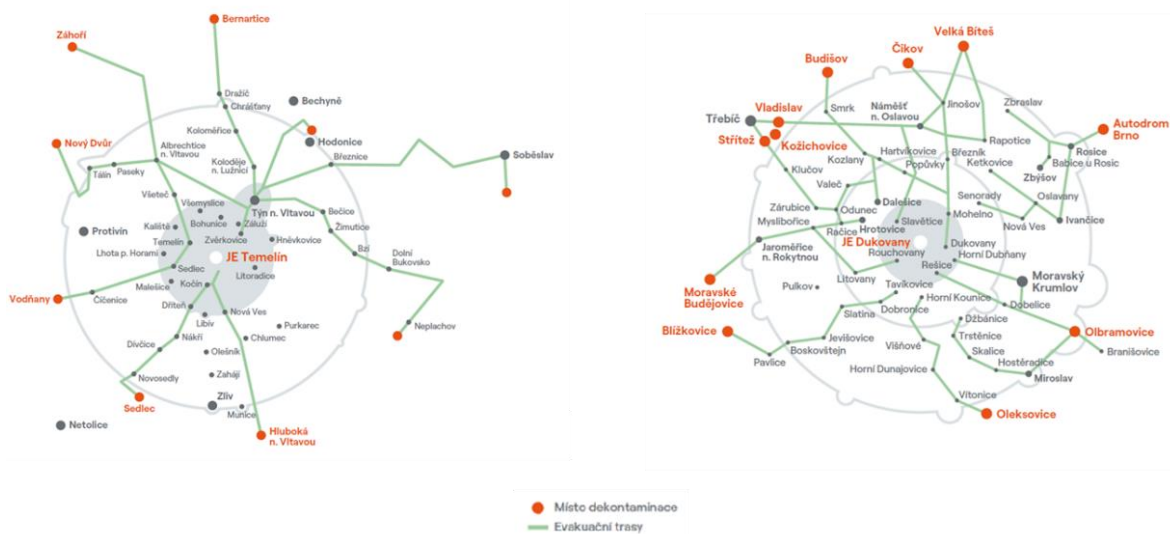 Bernartice
Záhoří
Dražíč
Chrášťany
Bechyně
Koloměřice
Hodonice
Nový Dvůr
Albrechtice
n. Vltavou
Koloděje
n. Lužnicí
Březnice
Soběslav
Tálín
Paseky
Všeteč
Všemyslice
Týn n. Vltavou
Bečice
Bohunice
Záluží
Žimutice
Protivín
Kaliště
Zvěrkovice
Hněvkovice
Temelín
Bzí
Lhota p. Horami
JE Temelín
Dolní
Bukovsko
Sedlec
Litoradice
Malešice
Kočín
Vodňany
Číčenice
Dříteň
Nová Ves
Líbív
Purkarec
Neplachov
Nákří
Chlumec
Dívčice
Olešník
Novosedly
Zahájí
Sedlec
Zliv
Munice
Netolice
Hluboká
n. Vltavou
Velká Bíteš
Čikov
Budišov
Smrk
Náměšť
n. Oslavou
Jinošov
Zbraslav
Vladislav
Třebíč
Autodrom
Brno
Střítež
Kožichovice
Rapotice
Rosice
Kozlany
Hartvíkovice
Březník
Babice u Rosic
Popůvky
Ketkovice
Zbýšov
Klučov
Valeč
Senorady
Oslavany
Dalešice
Zárubice
Odunec
Slavětice
Mohelno
Ivančice
Myslibořice
Račice
Hrotovice
Nová Ves
JE Dukovany
Dukovany
Jaroměřice
n. Rokytnou
Rouchovany
Horní Dubňany
Rešice
Litovany
Moravský
Krumlov
Moravské
Budějovice
Pulkov
Tavíkovice
Horní Kounice
Dobelice
Slatina
Dobronice
Džbánice
Blížkovice
Jevišovice
Trstěnice
Olbramovice
Boskovštejn
Višňové
Skalice
Pavlice
Hostěradice
Branišovice
Horní Dunajovice
Miroslav
Vítonice
Oleksovice
Místo dekontaminace
Evakuační trasy